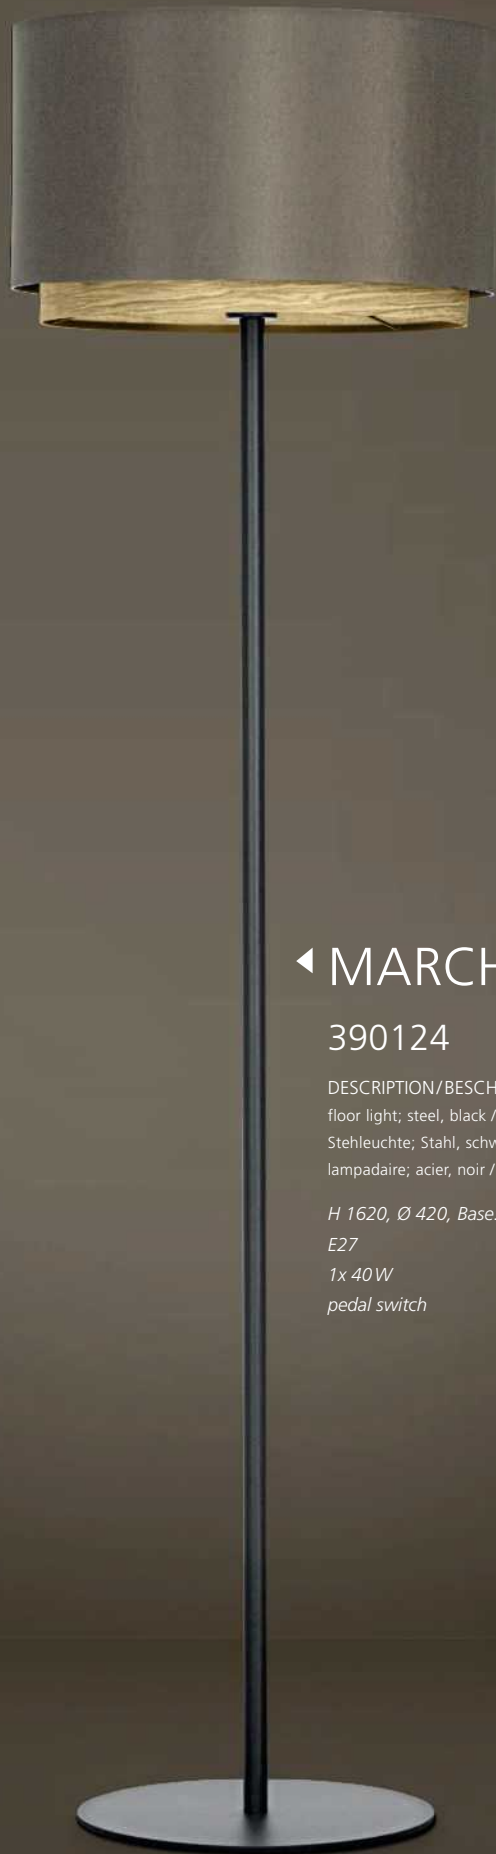 MARCH
390124
DESCRIPTION/BESCH
floor light; steel, black /
Stehleuchte; Stahl, schw
lampadaire; acier, noir /
H 1620, Ø 420, Base:
E27
1x 40 W
pedal switch